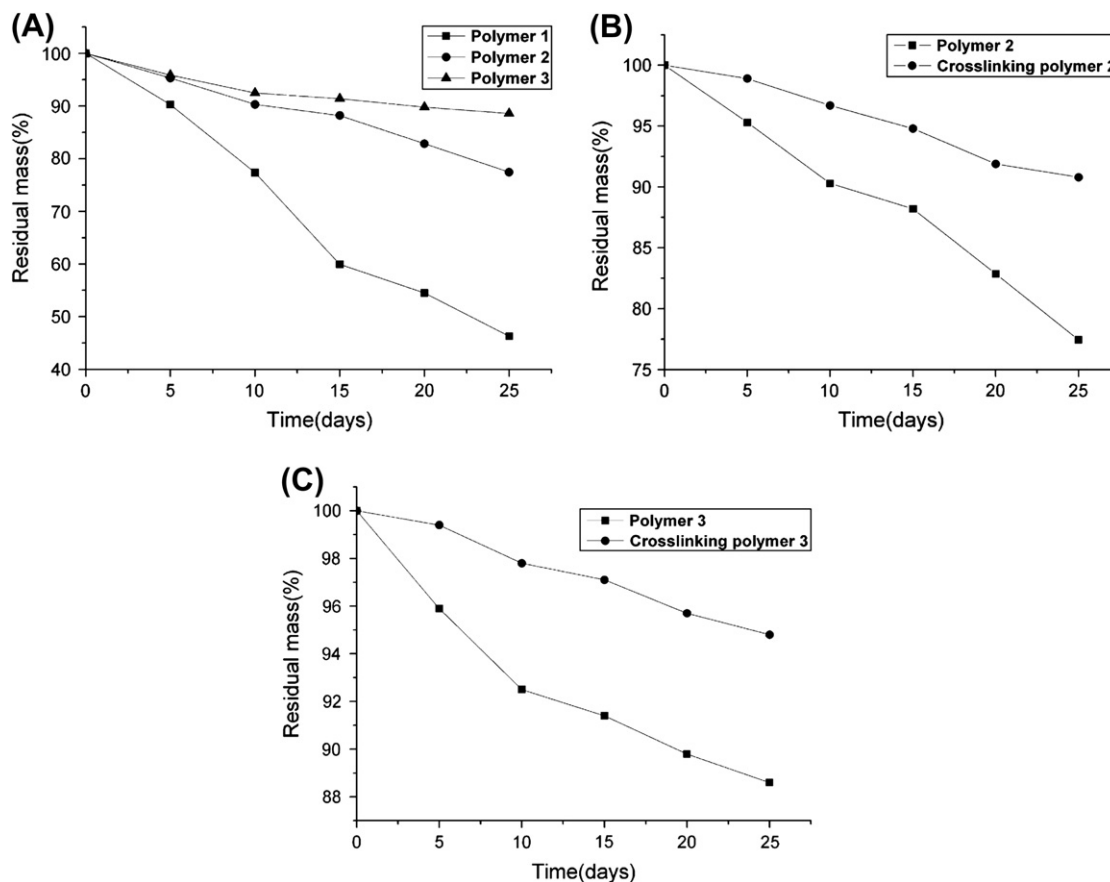 (A)
Polymer 1
Polymer 2
Polymer 3
100
90
80
70
60
50
40
Residual mass(%)
0 5 10 15 20 25
Time(days)
(B)
Polymer 2
Crosslinking polymer 2
100
95
90
85
80
75
Residual mass(%)
0 5 10 15 20 25
Time(days)
(C)
Polymer 3
Crosslinking polymer 3
100
98
96
94
92
90
88
Residual mass(%)
0 5 10 15 20 25
Time(days)